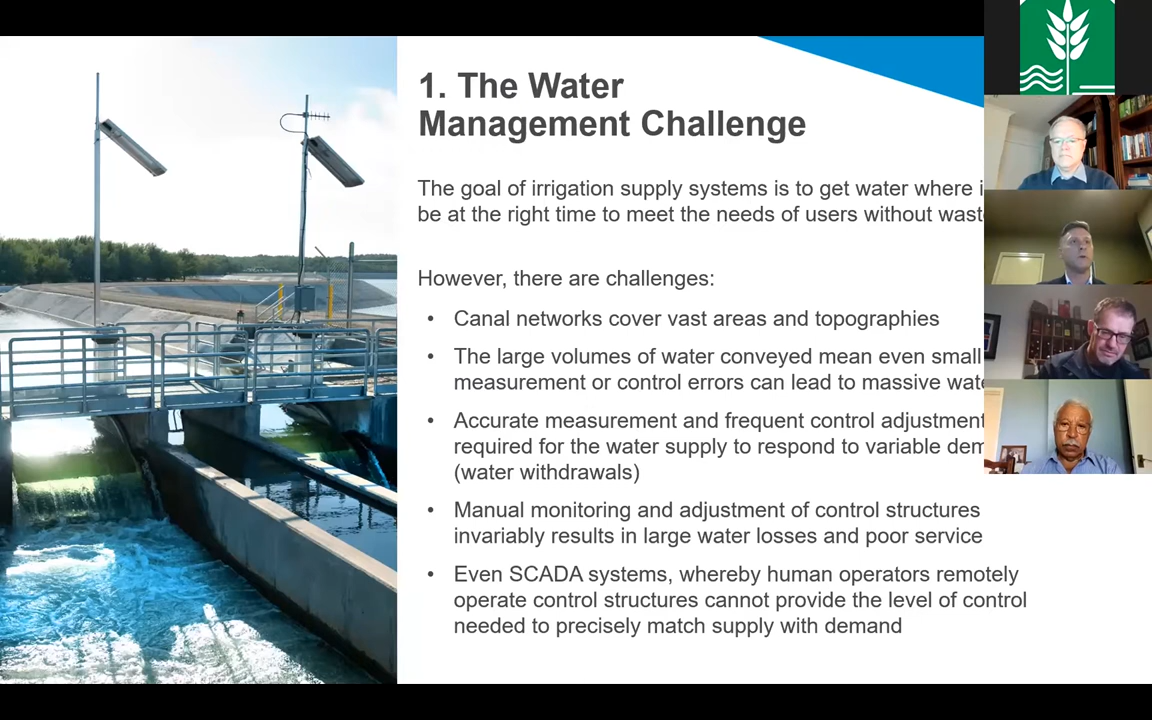 1. The Water
Management Challenge
The goal of irrigation supply systems is to get water where
be at the right time to meet the needs of users without
However, there are challenges:
• Canal networks cover vast areas and topographies
• The large volumes of water conveyed mean even small
measurement or control errors can lead to massive
• Accurate measurement and frequent control
required for the water supply to respond to variable
(water withdrawals)
• Manual monitoring and adjustment of control structures
invariably results in large water losses and poor service
• Even SCADA systems, whereby human operators remotely
operate control structures cannot provide the level of control
needed to precisely match supply with demand